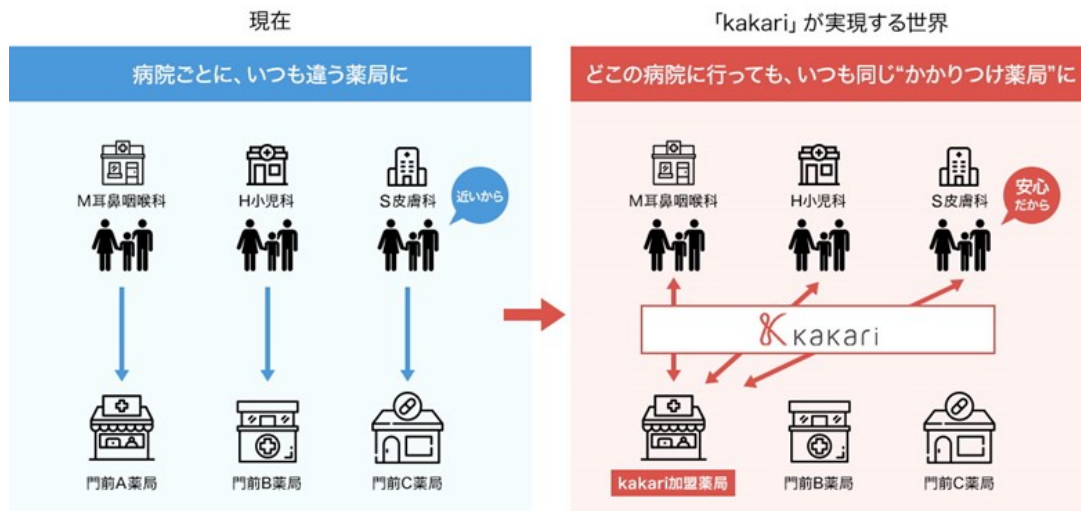 現在
病院ごとに、いつも違う薬局に
M耳鼻咽喉科
H小児科
S皮膚科
近いから
門前A薬局
門前B薬局
門前C薬局
「kakari」が実現する世界
どこの病院に行っても、いつも同じ“かかりつけ薬局”に
M耳鼻咽喉科
H小児科
S皮膚科
安心
だから
kakari
kakari加盟薬局
門前B薬局
門前C薬局